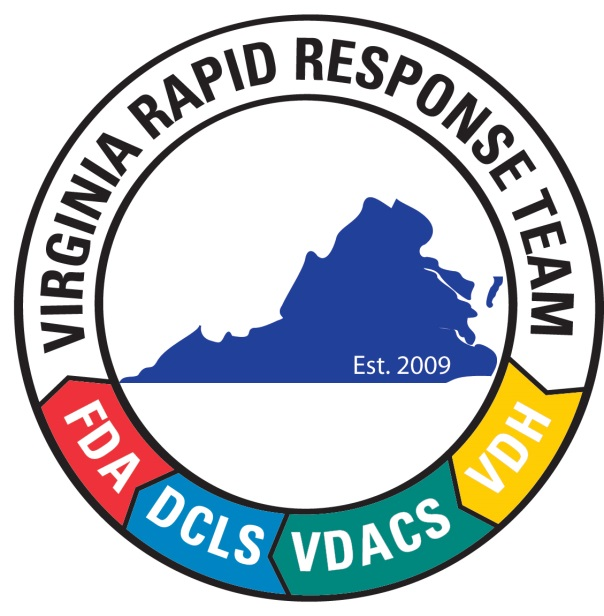 VIRGINIA RAPID RESPONSE TEAM
Est. 2009
FDA
DCLS
VDACS
VDH